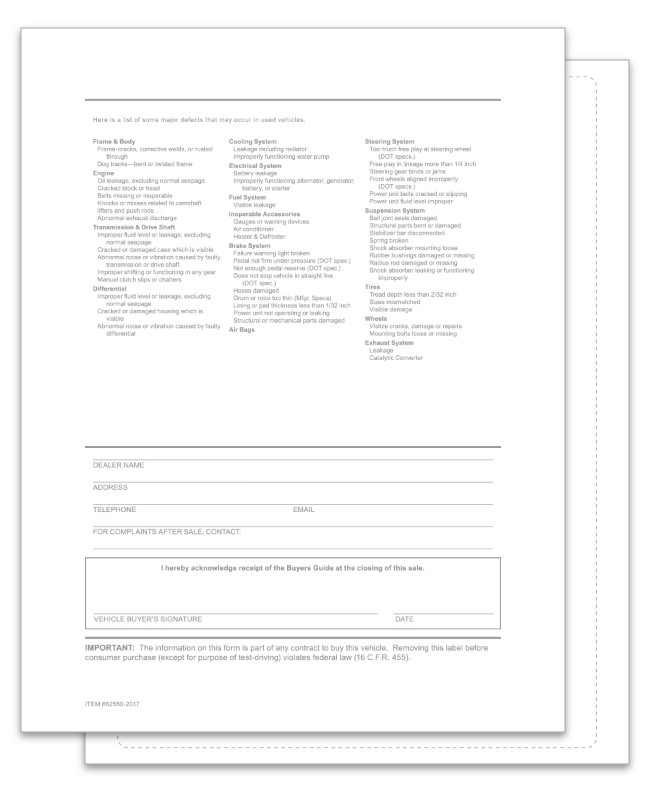 Here is a list of some major defects that may occur in used vehicles.
Frame & Body
Frame-cracks, corrective welds, or rusted
through
Dog tracks—bent or twisted frame
Engine
Oil leakage, excluding normal seepage
Cracked block or head
Belts missing or inoperable
Knocks or misses related to camshaft
lifters and push rods
Abnormal exhaust discharge
Transmission & Drive Shaft
Improper fluid level or leakage, excluding
normal seepage
Cracked or damaged case which is visible
Abnormal noise or vibration caused by faulty
transmission or drive shaft
Improper shifting or functioning in any gear
Manual clutch slips or chatters
Differential
Improper fluid level or leakage, excluding
normal seepage
Cracked or damaged housing which is
visible
Abnormal noise or vibration caused by faulty
differential
Cooling System
Leakage including radiator
Improperly functioning water pump
Electrical System
Battery leakage
Improperly functioning alternator, generator,
battery, or starter
Fuel System
Visible leakage
Inoperable Accessories
Gauges or warning devices
Air conditioner
Heater & Defroster
Brake System
Failure warning light broken
Pedal not firm under pressure (DOT spec.)
Not enough pedal reserve (DOT spec.)
Does not stop vehicle in straight line
(DOT spec.)
Hoses damaged
Drum or rotor too thin (Mfgr. Specs)
Lining or pad thickness less than 1/32 inch
Power unit not operating or leaking
Structural or mechanical parts damaged
Air Bags
Steering System
Too much free play at steering wheel
(DOT specs.)
Free play in linkage more than 1/4 inch
Steering gear binds or jams
Front wheels aligned improperly
(DOT specs.)
Power unit belts cracked or slipping
Power unit fluid level improper
Suspension System
Ball joint seals damaged
Structural parts bent or damaged
Stabilizer bar disconnected
Spring broken
Shock absorber mounting loose
Rubber bushings damaged or missing
Radius rod damaged or missing
Shock absorber leaking or functioning
improperly
Tires
Tread depth less than 2/32 inch
Sizes mismatched
Visible damage
Wheels
Visible cracks, damage or repairs
Mounting bolts loose or missing
Exhaust System
Leakage
Catalytic Converter
DEALER NAME
ADDRESS
TELEPHONE EMAIL
FOR COMPLAINTS AFTER SALE, CONTACT:
I hereby acknowledge receipt of the Buyers Guide at the closing of this sale.
VEHICLE BUYER'S SIGNATURE DATE
IMPORTANT: The information on this form is part of any contract to buy this vehicle. Removing this label before
consumer purchase (except for purpose of test-driving) violates federal law (16 C.F.R. 455).
ITEM #62550-2017